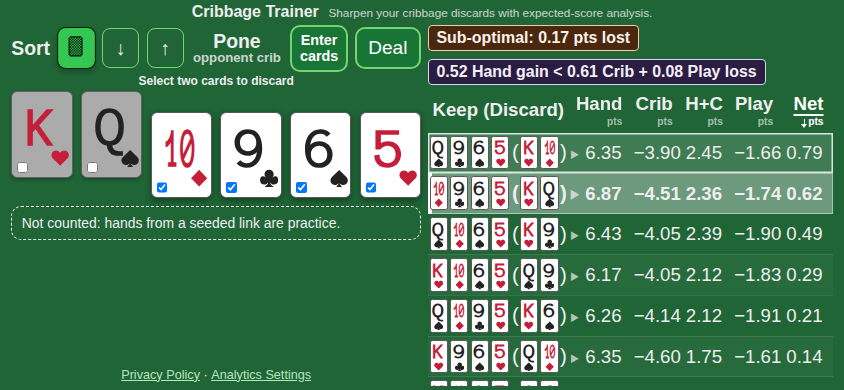 Cribbage Trainer Sharpen your cribbage discards with expected-score analysis.
Sort ↓ ↑ Pone opponent crib Enter cards Deal
Select two cards to discard
K Q 10 9 6 5
Not counted: hands from a seeded link are practice.
Privacy Policy · Analytics Settings
Sub-optimal: 0.17 pts lost
0.52 Hand gain < 0.61 Crib + 0.08 Play loss
Keep (Discard) Hand Crib H+C Play Net
pts pts pts pts ↓pts
Q 9 6 5 ( K 10 ) ▸ 6.35 −3.90 2.45 −1.66 0.79
10 9 6 5 ( K Q ) ▸ 6.87 −4.51 2.36 −1.74 0.62
Q 10 6 5 ( K 9 ) ▸ 6.43 −4.05 2.39 −1.90 0.49
K 10 6 5 ( Q 9 ) ▸ 6.17 −4.05 2.12 −1.83 0.29
Q 10 9 5 ( K 6 ) ▸ 6.26 −4.14 2.12 −1.91 0.21
K 9 6 5 ( Q 10 ) ▸ 6.35 −4.60 1.75 −1.61 0.14